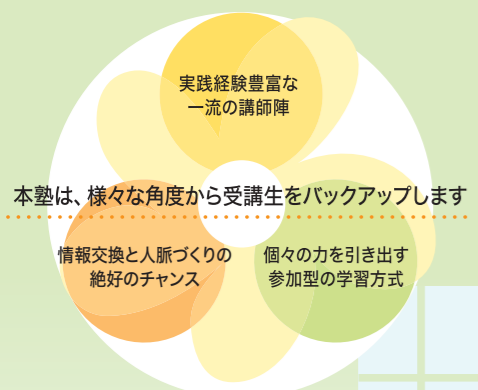 実践経験豊富な
一流の講師陣
本塾は、様々な角度から受講生をバックアップします
情報交換と人脈づくりの
絶好のチャンス
個々の力を引き出す
参加型の学習方式